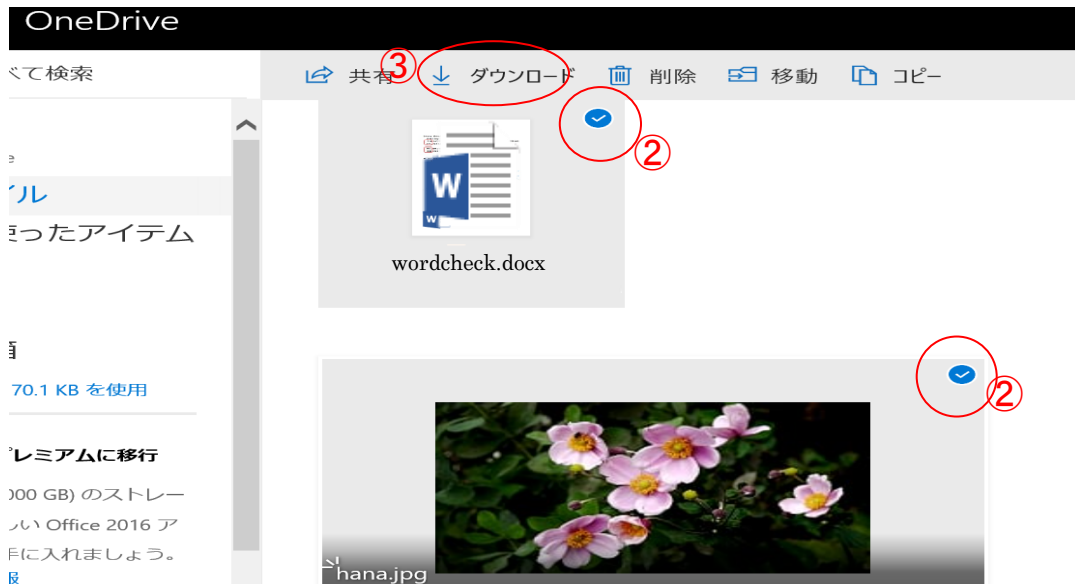 OneDrive
べて検索
共有 ③ ダウンロード 削除 移動 コピー
②
W
W
wordcheck.docx
イル
使ったアイテム
70.1 KB を使用
②
プレミアムに移行
000 GB) のストレー
しい Office 2016 ア
手に入れましょう。
報
hana.jpg